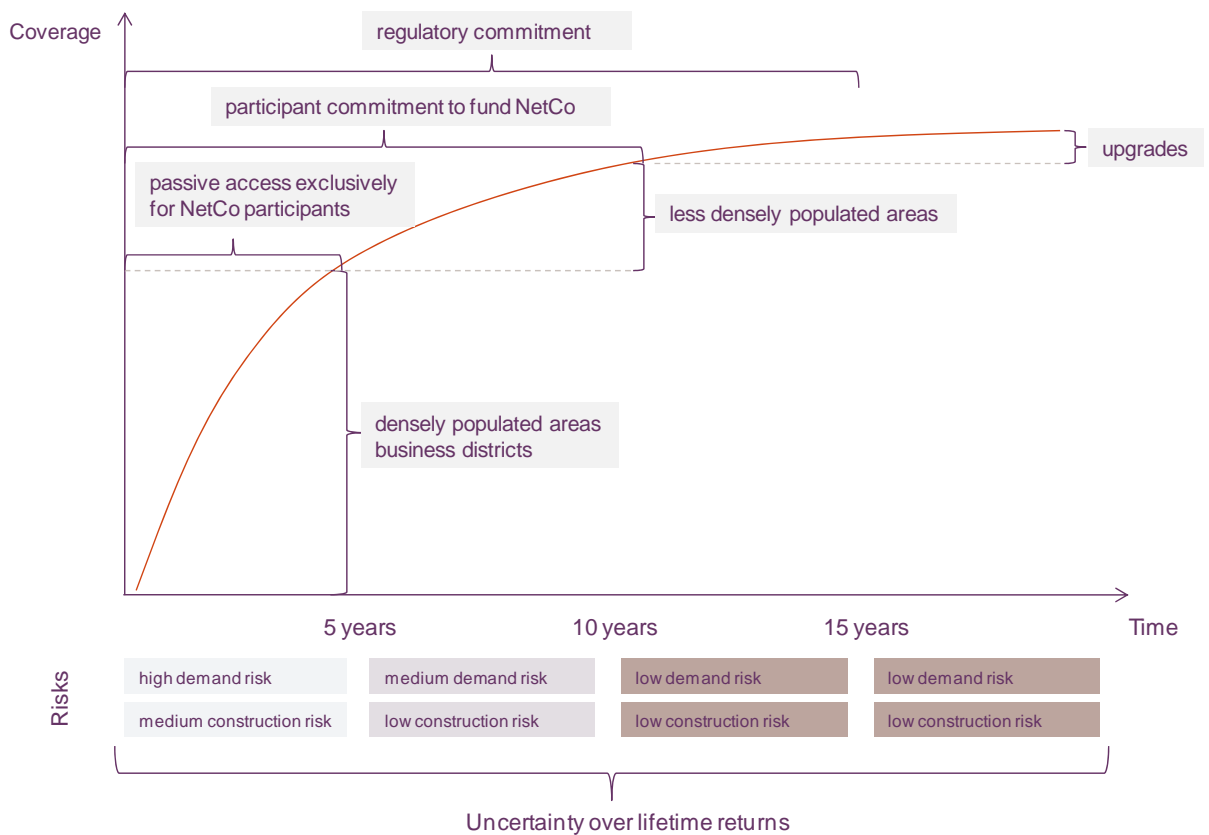 Coverage
regulatory commitment
participant commitment to fund NetCo
upgrades
passive access exclusively
for NetCo participants
less densely populated areas
densely populated areas
business districts
5 years
10 years
15 years
Time
Risks
high demand risk
medium demand risk
low demand risk
low demand risk
medium construction risk
low construction risk
low construction risk
low construction risk
Uncertainty over lifetime returns